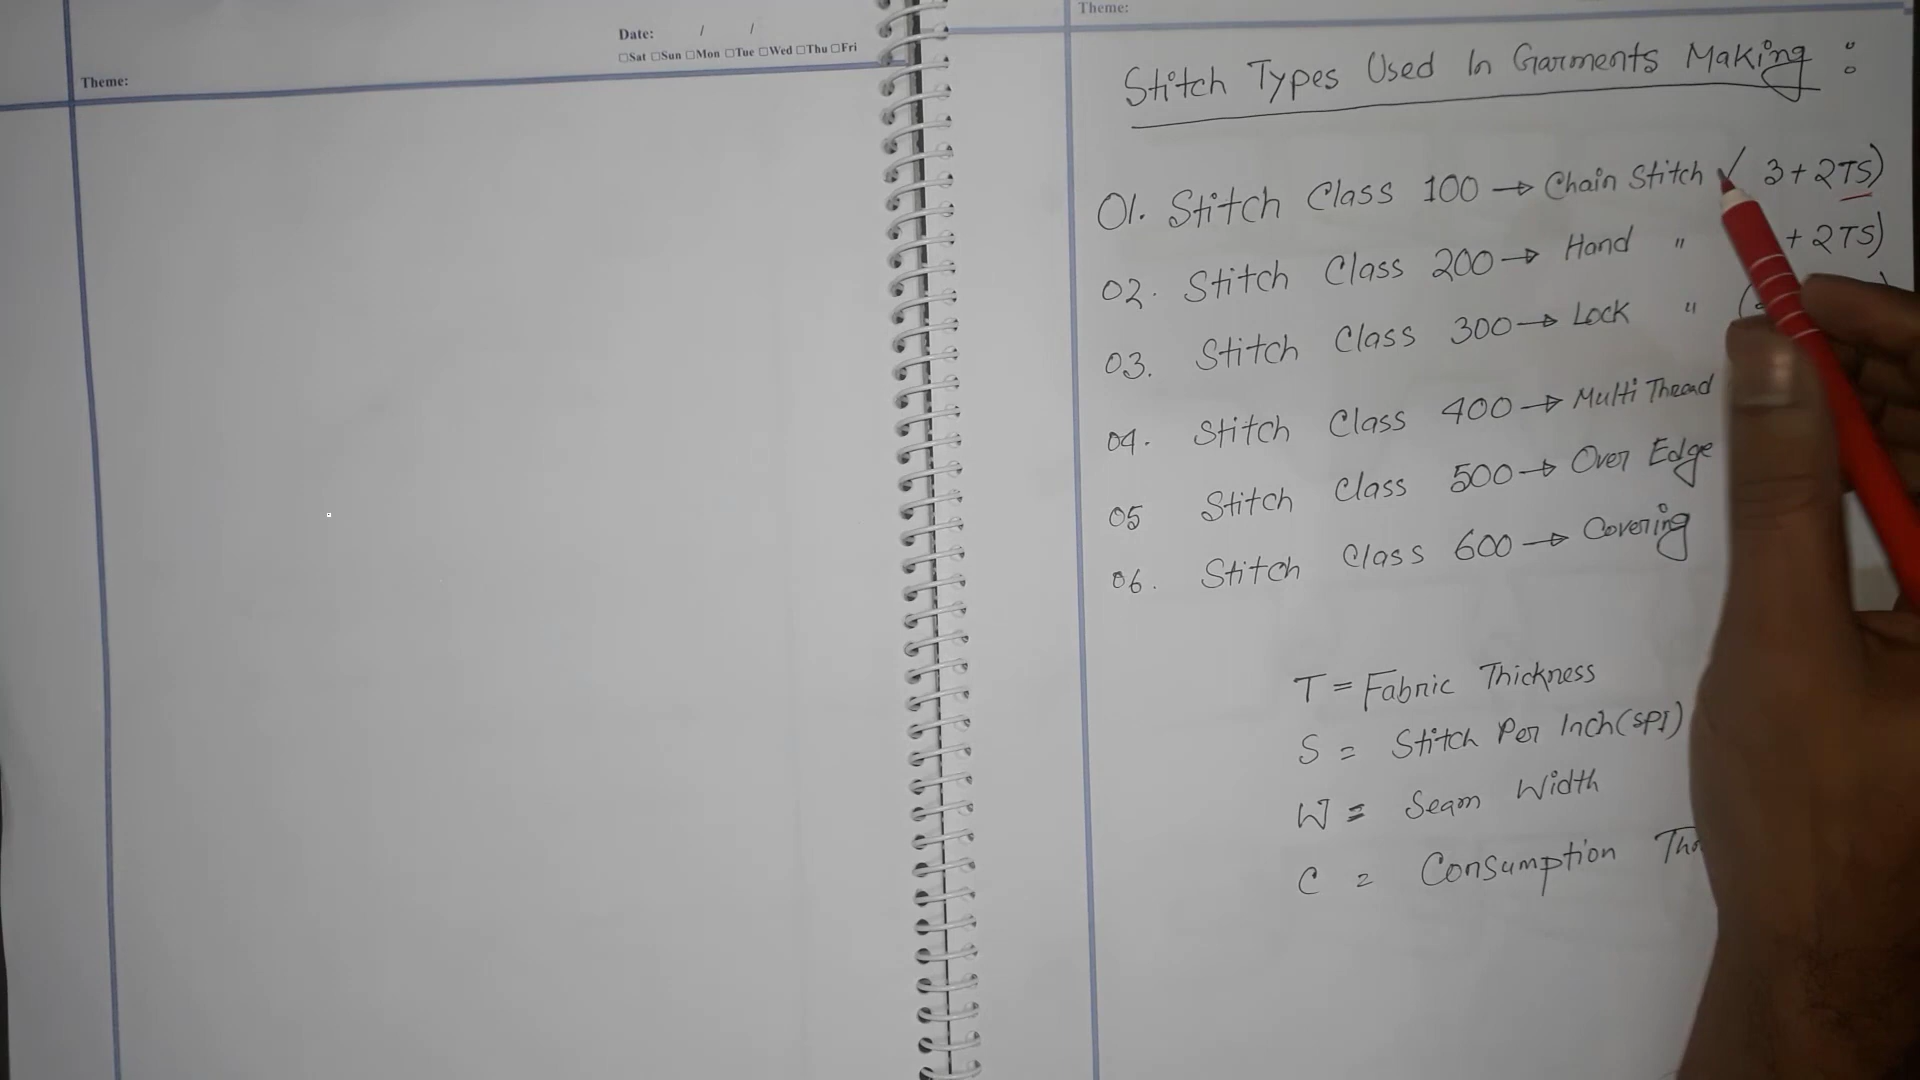 Date: / /
☐Sat ☐Sun ☐Mon ☐Tue ☐Wed ☐Thu ☐Fri
Theme:
Theme:
Stitch Types Used In Garments Making :
01. Stitch Class 100 → Chain Stitch ( 3 + 2TS)
02. Stitch Class 200 → Hand " + 2TS)
03. Stitch Class 300 → Lock " (
04. Stitch Class 400 → Multi Thread
05 Stitch Class 500 → Over Edge
06. Stitch Class 600 → Covering
T = Fabric Thickness
S = Stitch Per Inch (SPI)
W = Seam Width
C = Consumption